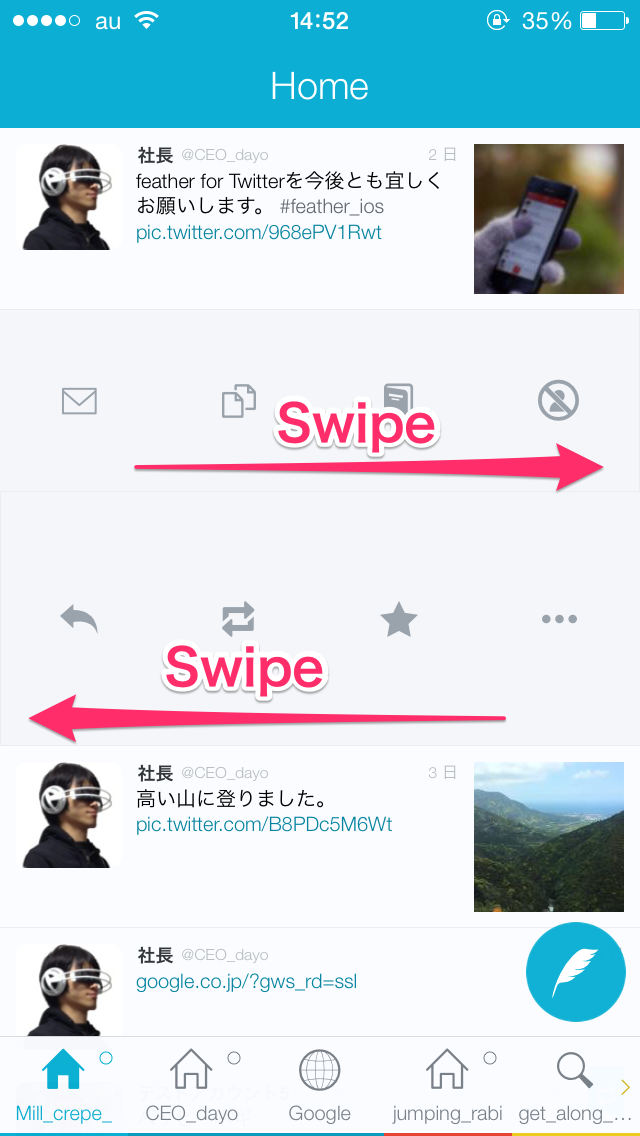 au 14:52 35%
Home
社長 @CEO_dayo 2 日
feather for Twitterを今後とも宜しく
お願いします。 #feather_ios
pic.twitter.com/968ePV1Rwt
Swipe
Swipe
社長 @CEO_dayo 3 日
高い山に登りました。
pic.twitter.com/B8PDc5M6Wt
社長 @CEO_dayo
google.co.jp/?gws_rd=ssl
Mill_crepe_ CEO_dayo Google jumping_rabi get_along_...